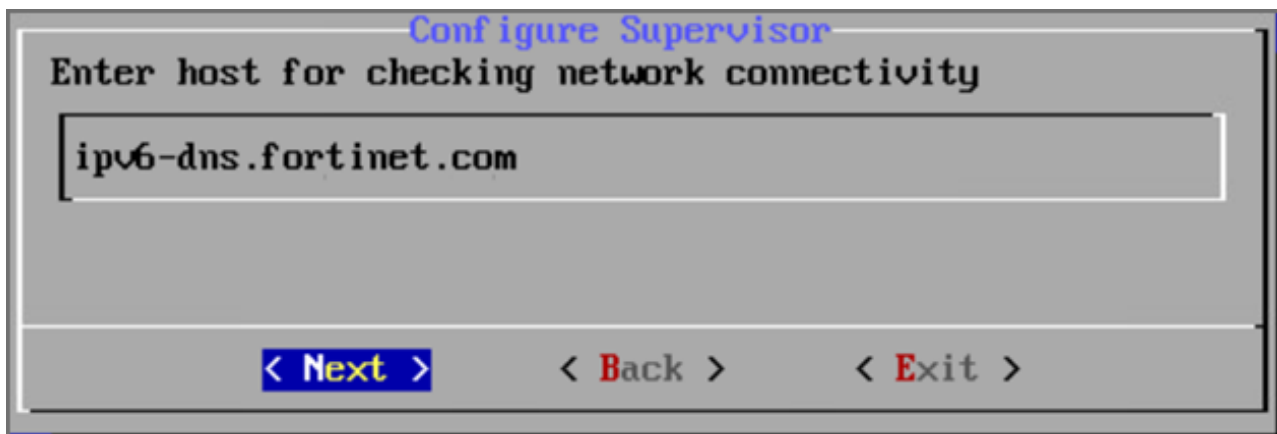 Configure Supervisor
Enter host for checking network connectivity
ipv6-dns.fortinet.com
< Next > < Back > < Exit >